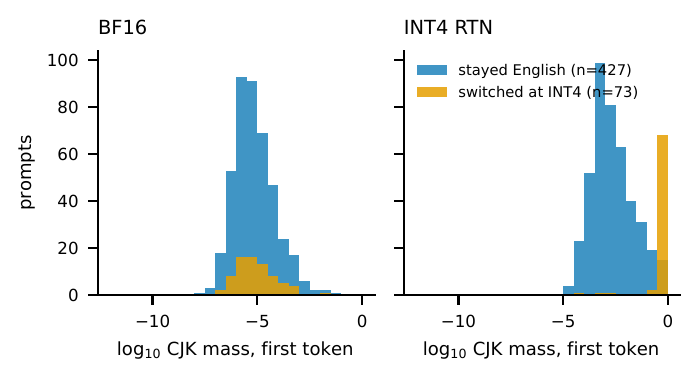 BF16
INT4 RTN
100
80
60
40
20
0
prompts
stayed English (n=427)
switched at INT4 (n=73)
−10
−5
0
−10
−5
0
log10 CJK mass, first token
log10 CJK mass, first token